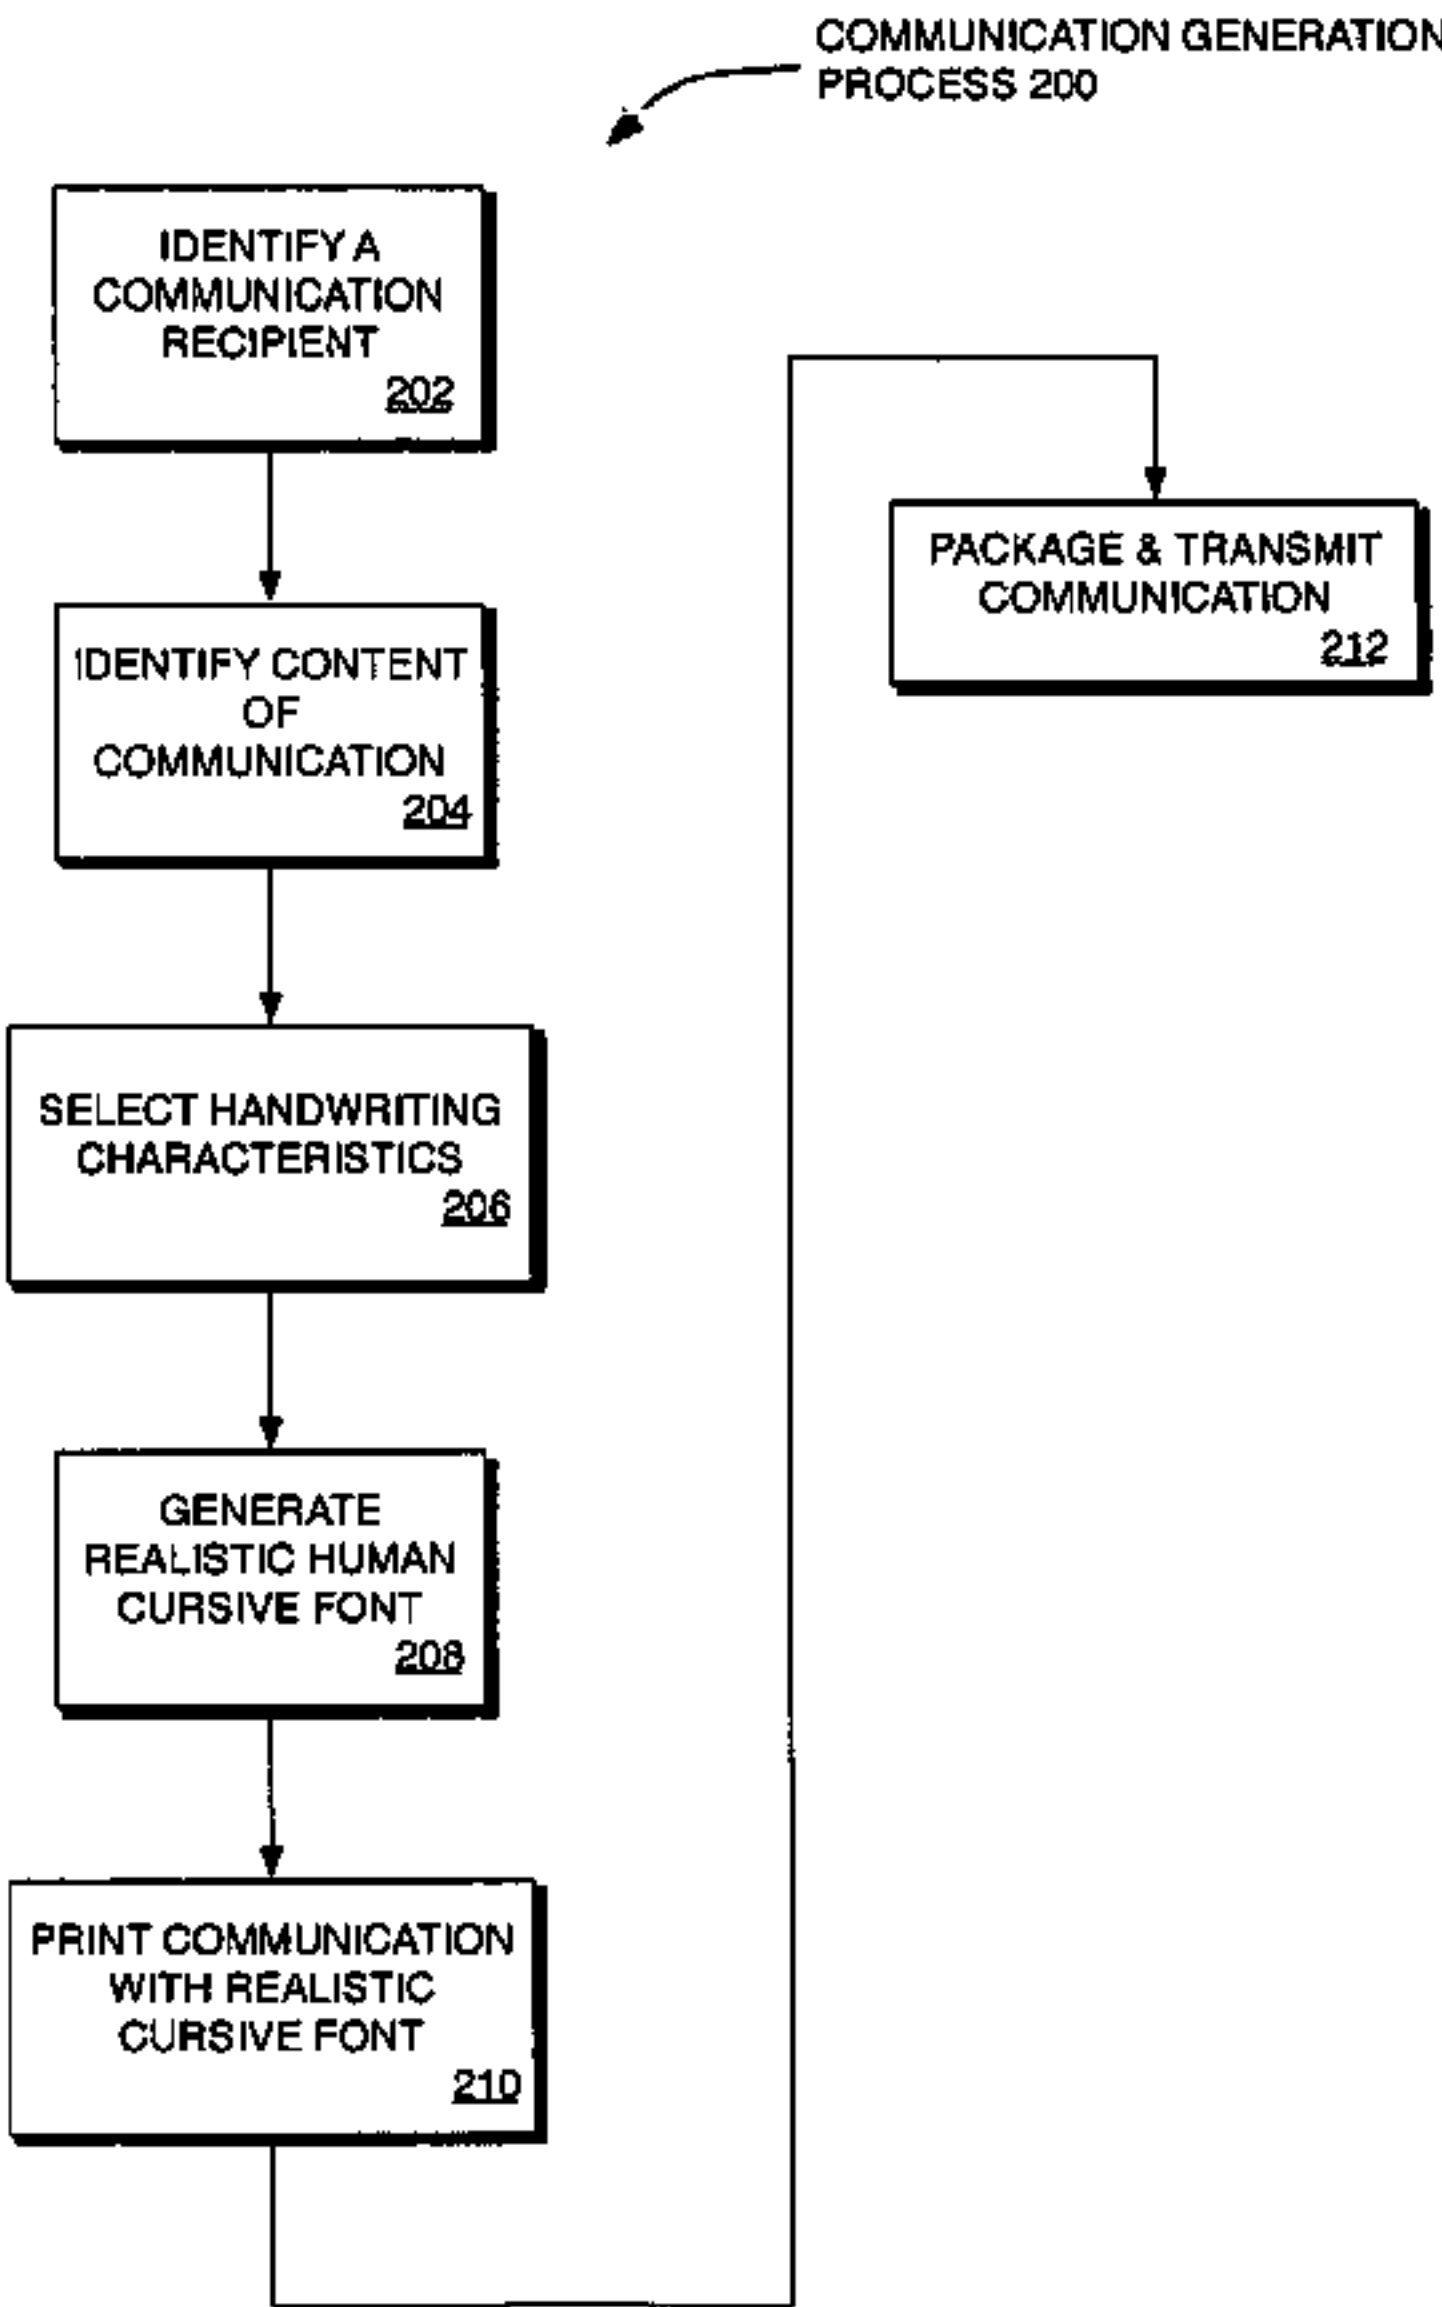 COMMUNICATION GENERATION
PROCESS 200
IDENTIFY A
COMMUNICATION
RECIPIENT
202
IDENTIFY CONTENT
OF
COMMUNICATION
204
SELECT HANDWRITING
CHARACTERISTICS
206
GENERATE
REALISTIC HUMAN
CURSIVE FONT
208
PRINT COMMUNICATION
WITH REALISTIC
CURSIVE FONT
210
PACKAGE & TRANSMIT
COMMUNICATION
212